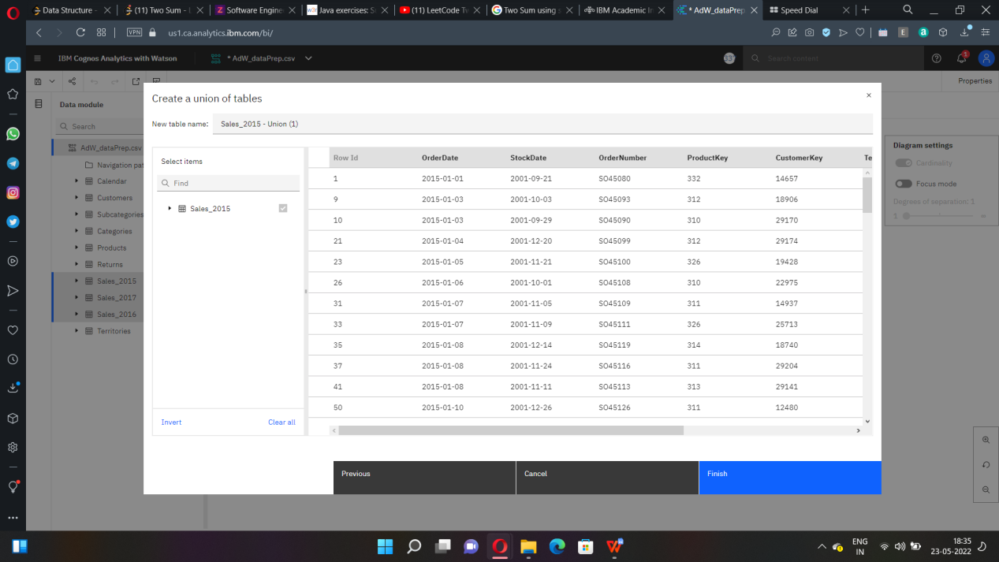 Data Structure -
(11) Two Sum - L
Software Engine
Java exercises: S
(11) LeetCode Tw
Two Sum using s
IBM Academic In
* AdW_dataPrep
Speed Dial
VPN
us1.ca.analytics.ibm.com/bi/
IBM Cognos Analytics with Watson
* AdW_dataPrep.csv
Search content
1
Properties
Data module
Search
AdW_dataPrep.csv
Navigation pat
Calendar
Customers
Subcategories
Categories
Products
Returns
Sales_2015
Sales_2017
Sales_2016
Territories
Create a union of tables
New table name: Sales_2015 - Union (1)
Select items
Find
Sales_2015
Invert Clear all
Row Id OrderDate StockDate OrderNumber ProductKey CustomerKey Te
1 2015-01-01 2001-09-21 SO45080 332 14657
9 2015-01-03 2001-10-03 SO45093 312 18906
10 2015-01-03 2001-09-29 SO45090 310 29170
21 2015-01-04 2001-12-20 SO45099 312 29174
23 2015-01-05 2001-11-21 SO45100 326 19428
26 2015-01-06 2001-10-01 SO45108 310 22975
31 2015-01-07 2001-11-05 SO45109 311 14937
33 2015-01-07 2001-11-09 SO45111 326 25713
35 2015-01-08 2001-12-14 SO45119 314 18740
37 2015-01-08 2001-11-24 SO45116 311 29204
41 2015-01-08 2001-11-11 SO45113 313 29141
50 2015-01-10 2001-12-26 SO45126 311 12480
Previous Cancel Finish
Diagram settings
Cardinality
Focus mode
Degrees of separation: 1
1 ∞
ENG
IN
18:35
23-05-2022